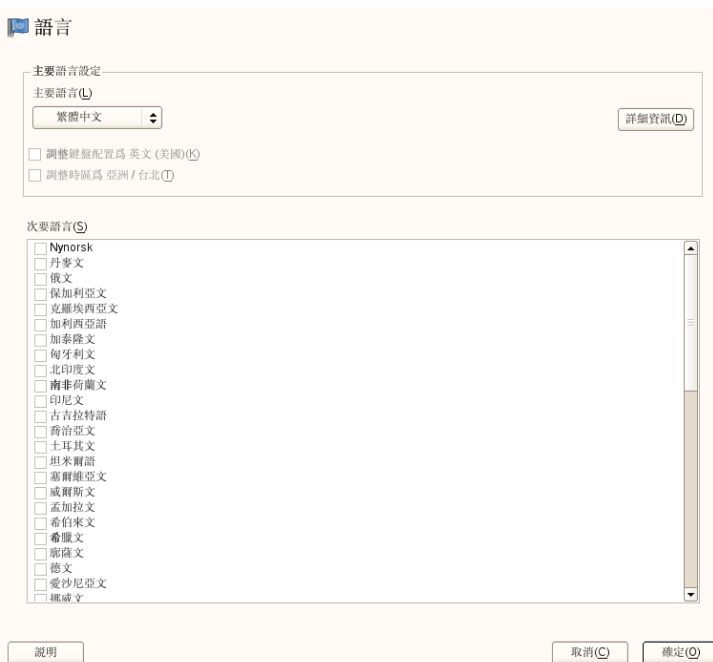 語言
主要語言設定
主要語言(L)
繁體中文
詳細資訊(D)
調整鍵盤配置爲 英文 (美國)(K)
調整時區爲 亞洲 / 台北(T)
次要語言(S)
Nynorsk
丹麥文
俄文
保加利亞文
克羅埃西亞文
加利西亞語
加泰隆文
匈牙利文
北印度文
南非荷蘭文
印尼文
古吉拉特語
喬治亞文
土耳其文
坦米爾語
塞爾維亞文
威爾斯文
孟加拉文
希伯來文
希臘文
廓薩文
德文
愛沙尼亞文
挪威文
說明
取消(C)
確定(O)